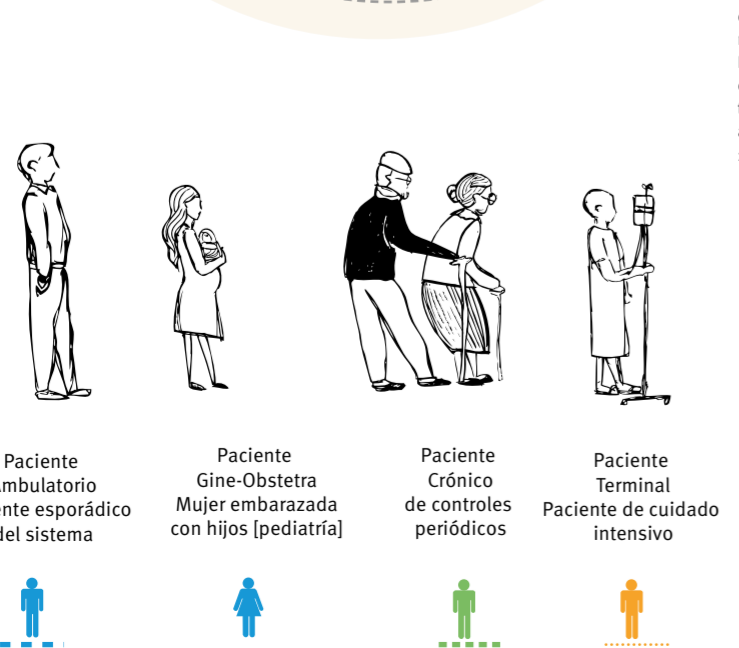 Paciente
mbulatorio
ente esporádico
del sistema
Paciente
Gine-Obstetra
Mujer embarazada
con hijos [pediatría]
Paciente
Crónico
de controles
periódicos
Paciente
Terminal
Paciente de cuidado
intensivo